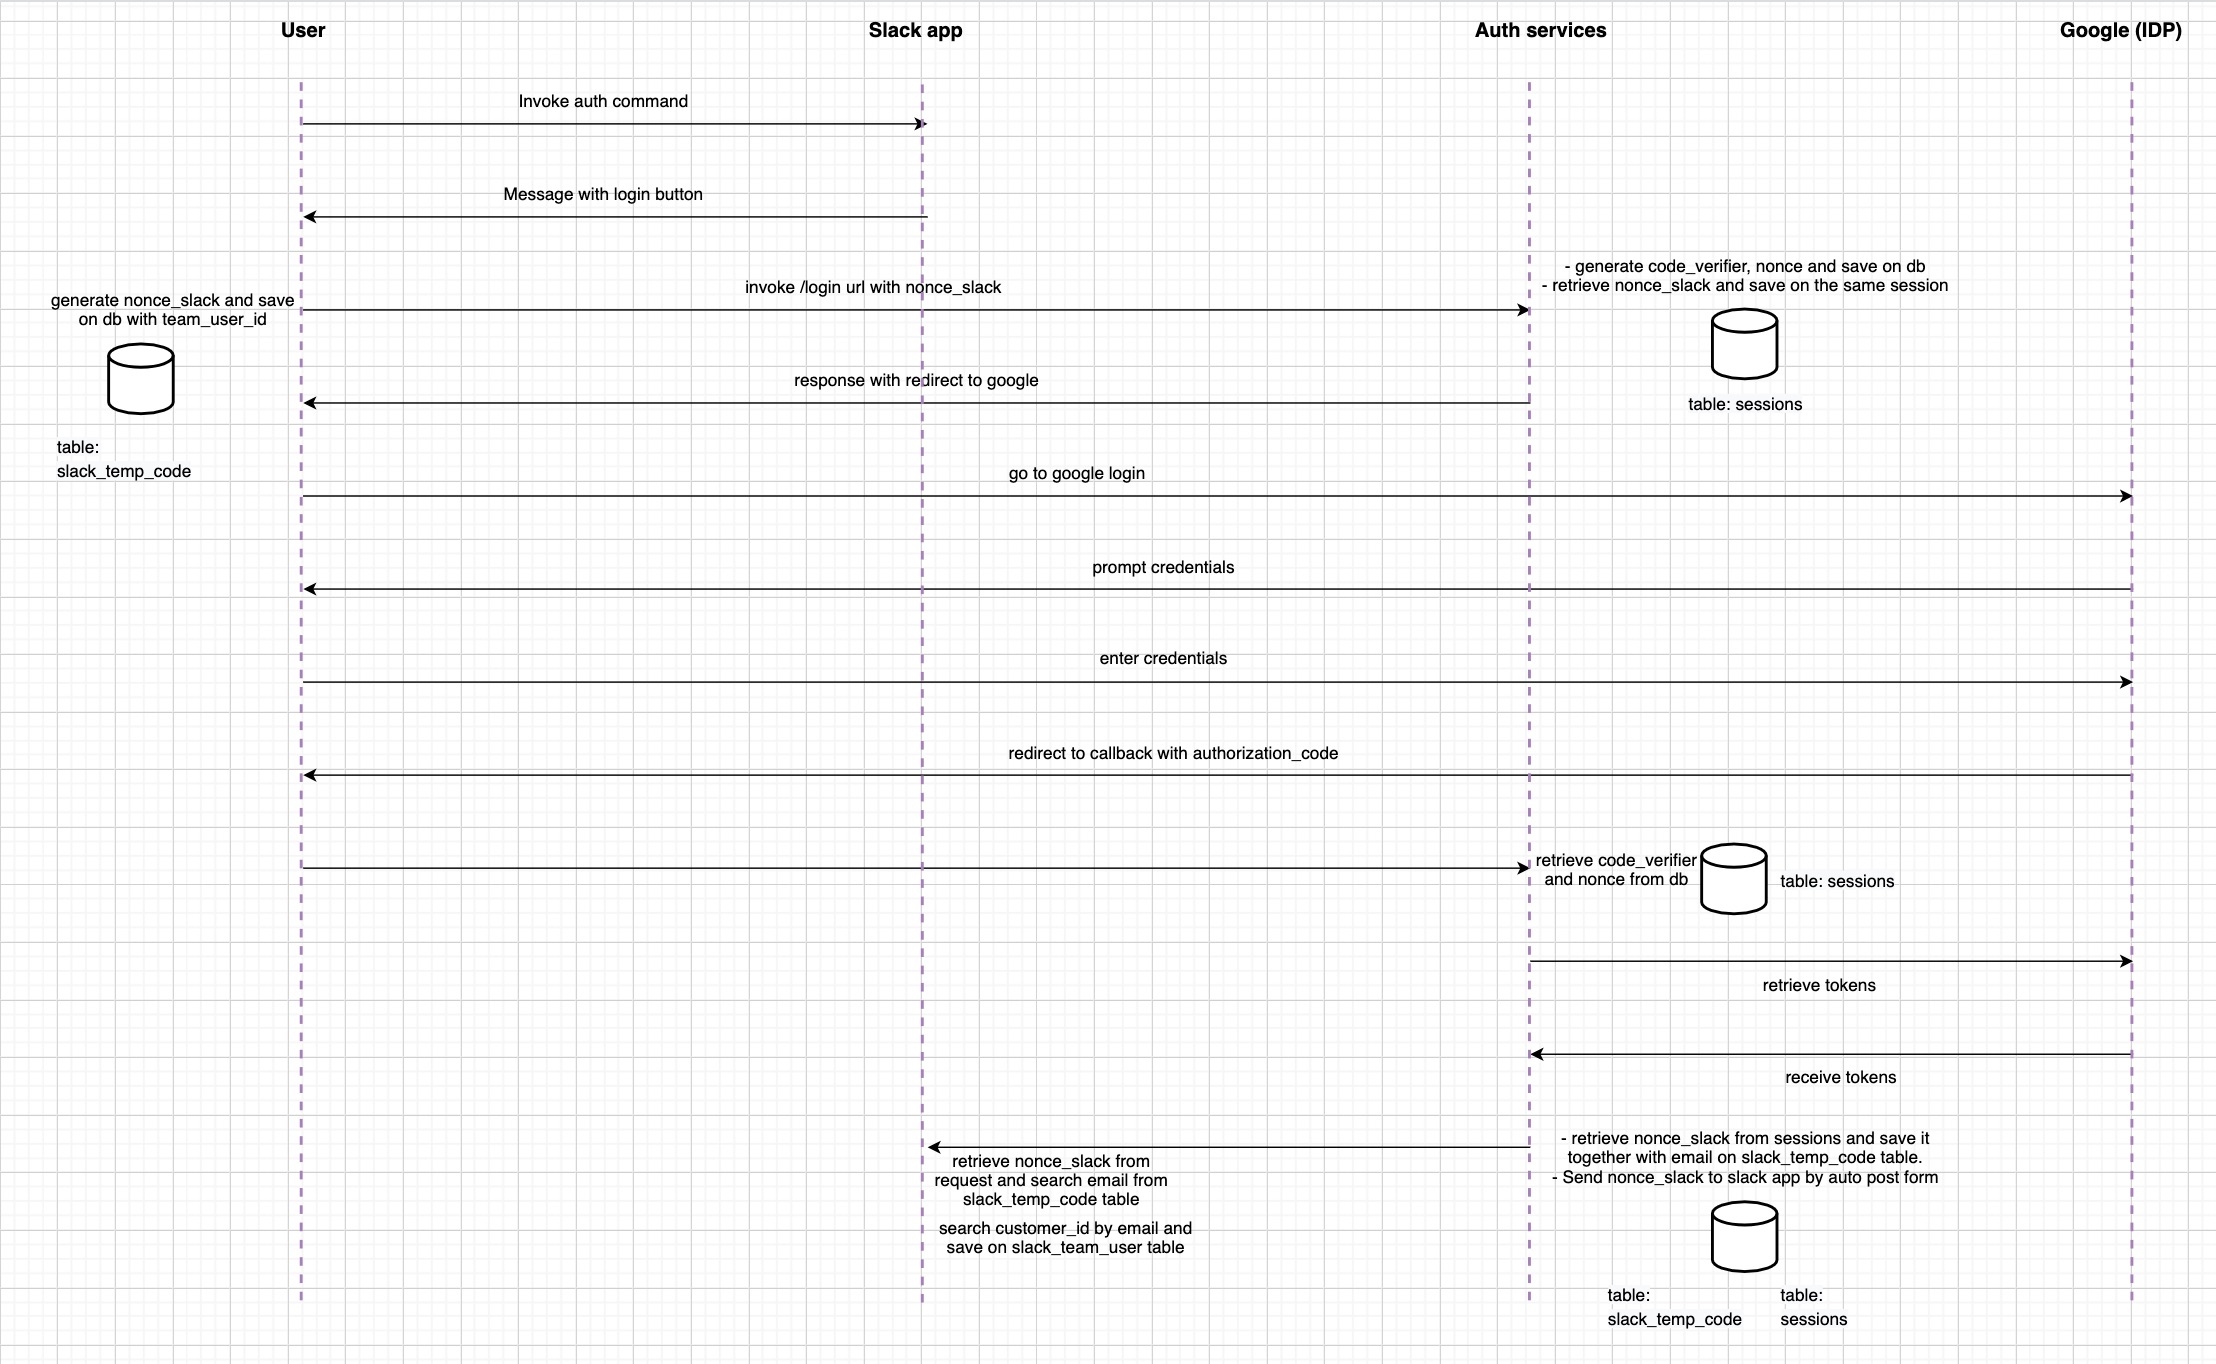 User
Slack app
Auth services
Google (IDP)
Invoke auth command
Message with login button
- generate code_verifier, nonce and save on db
- retrieve nonce_slack and save on the same session
invoke /login url with nonce_slack
generate nonce_slack and save
on db with team_user_id
response with redirect to google
table: sessions
table:
slack_temp_code
go to google login
prompt credentials
enter credentials
redirect to callback with authorization_code
retrieve code_verifier
and nonce from db
table: sessions
retrieve tokens
receive tokens
- retrieve nonce_slack from sessions and save it
together with email on slack_temp_code table.
- Send nonce_slack to slack app by auto post form
retrieve nonce_slack from
request and search email from
slack_temp_code table
search customer_id by email and
save on slack_team_user table
table:
slack_temp_code
table:
sessions